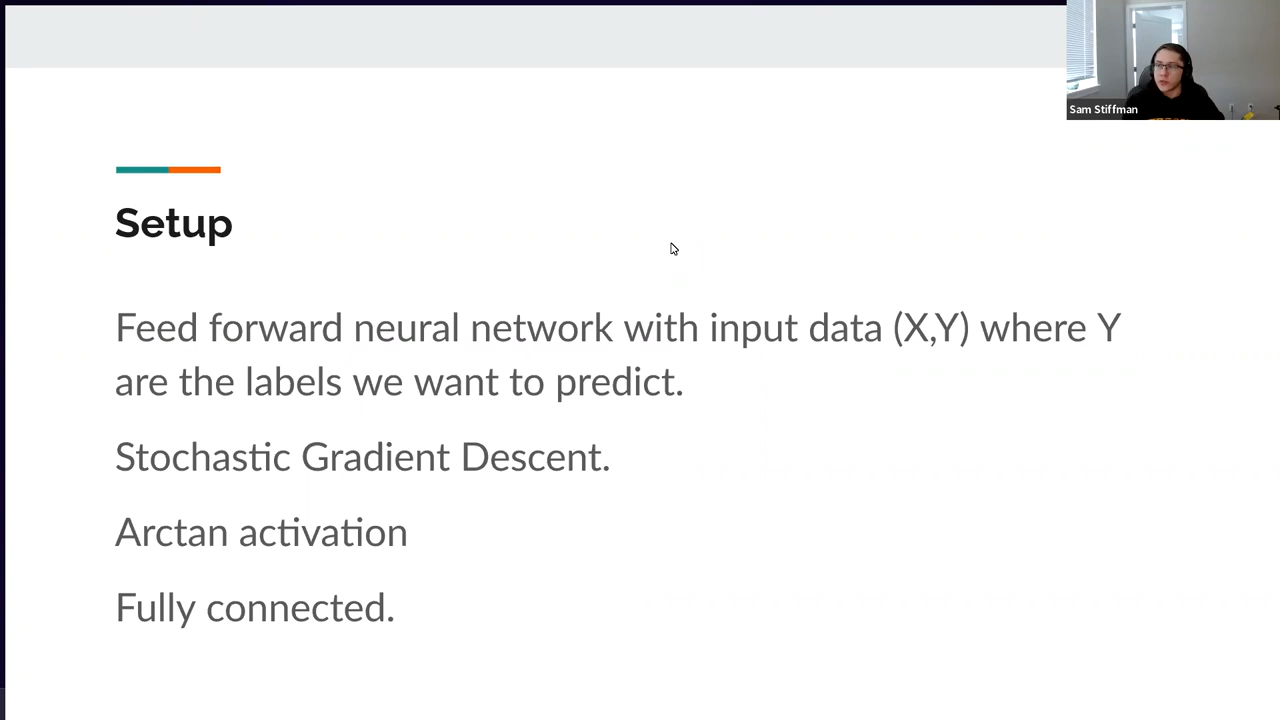 Sam Stiffman
Setup
Feed forward neural network with input data (X,Y) where Y
are the labels we want to predict.
Stochastic Gradient Descent.
Arctan activation
Fully connected.